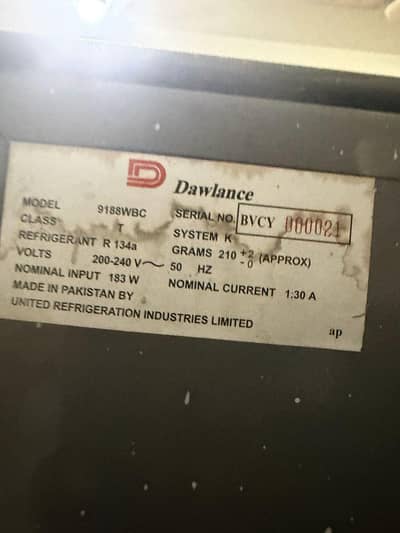 Dawlance
MODEL 9188WBC SERIAL NO. BVCY 000021
CLASS T SYSTEM K
REFRIGERANT R 134a GRAMS 210 +2 -0 (APPROX)
VOLTS 200-240 V~ 50 HZ
NOMINAL INPUT 183 W NOMINAL CURRENT 1:30 A
MADE IN PAKISTAN BY
UNITED REFRIGERATION INDUSTRIES LIMITED
ap